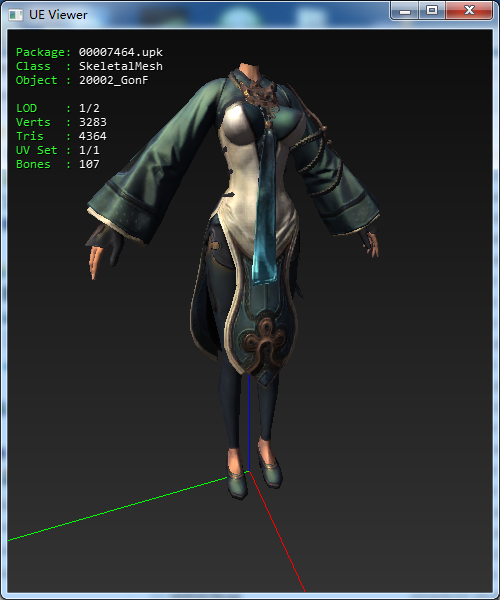 UE Viewer
Package: 00007464.upk
Class : SkeletalMesh
Object : 20002_GonF
LOD : 1/2
Verts : 3283
Tris : 4364
UV Set : 1/1
Bones : 107